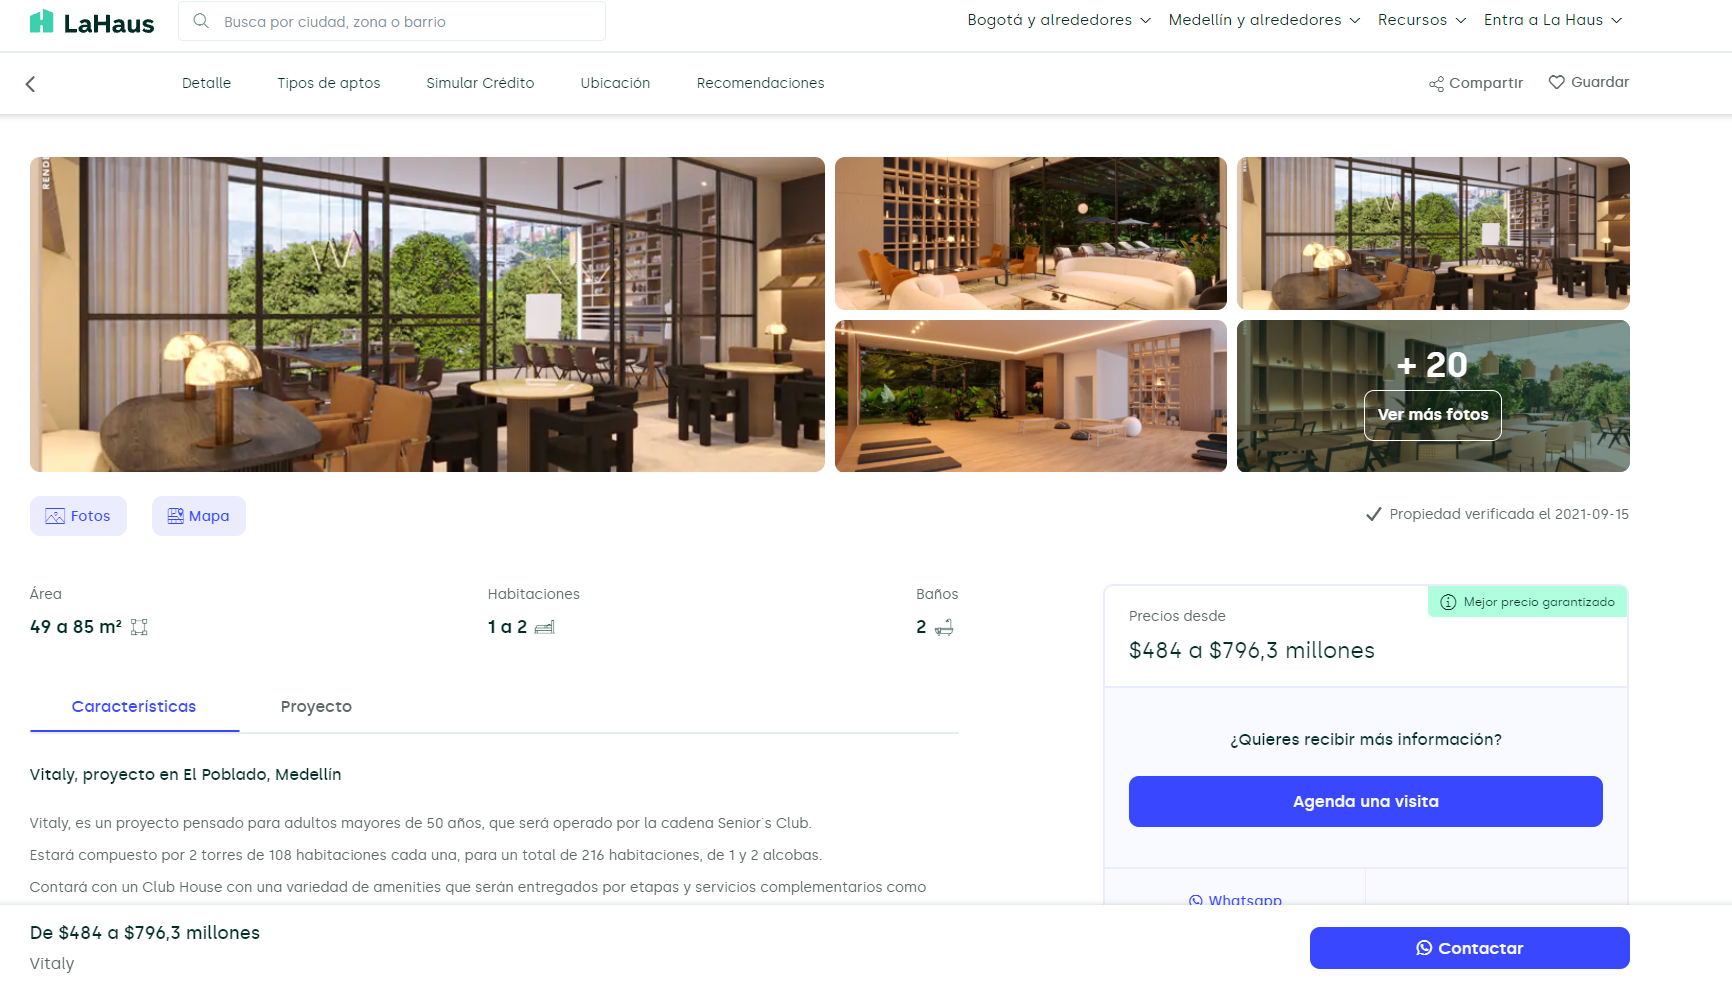 LaHaus
Busca por ciudad, zona o barrio
Bogotá y alrededores
Medellín y alrededores
Recursos
Entra a La Haus
Detalle
Tipos de aptos
Simular Crédito
Ubicación
Recomendaciones
Compartir
Guardar
+ 20
Ver más fotos
Fotos
Mapa
Propiedad verificada el 2021-09-15
Área
49 a 85 m²
Habitaciones
1 a 2
Baños
2
Mejor precio garantizado
Precios desde
$484 a $796,3 millones
Características
Proyecto
¿Quieres recibir más información?
Agenda una visita
Whatsapp
Vitaly, proyecto en El Poblado, Medellín
Vitaly, es un proyecto pensado para adultos mayores de 50 años, que será operado por la cadena Senior´s Club.
Estará compuesto por 2 torres de 108 habitaciones cada una, para un total de 216 habitaciones, de 1 y 2 alcobas.
Contará con un Club House con una variedad de amenities que serán entregados por etapas y servicios complementarios como
De $484 a $796,3 millones
Vitaly
Contactar